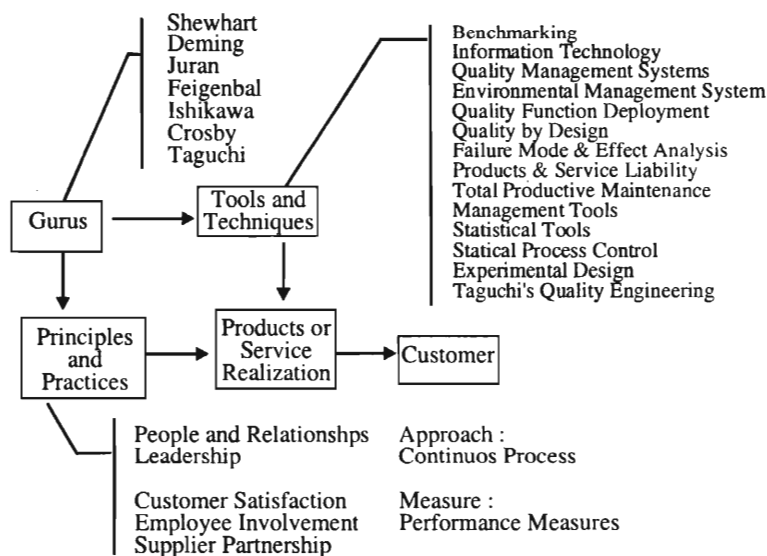 Shewhart
Deming
Juran
Feigenbal
Ishikawa
Crosby
Taguchi
Benchmarking
Information Technology
Quality Management Systems
Environmental Management System
Quality Function Deployment
Quality by Design
Failure Mode & Effect Analysis
Products & Service Liability
Total Productive Maintenance
Management Tools
Statistical Tools
Statical Process Control
Experimental Design
Taguchi's Quality Engineering
Gurus
Tools and
Techniques
Principles
and
Practices
Products or
Service
Realization
Customer
People and Relationshps
Leadership
Customer Satisfaction
Employee Involvement
Supplier Partnership
Approach :
Continuos Process
Measure :
Performance Measures